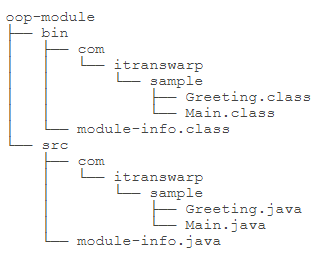 oop-module
├── bin
│   ├── com
│   │   └── itranswarp
│   │       └── sample
│   │           ├── Greeting.class
│   │           └── Main.class
│   └── module-info.class
└── src
    ├── com
    │   └── itranswarp
    │       └── sample
    │           ├── Greeting.java
    │           └── Main.java
    └── module-info.java